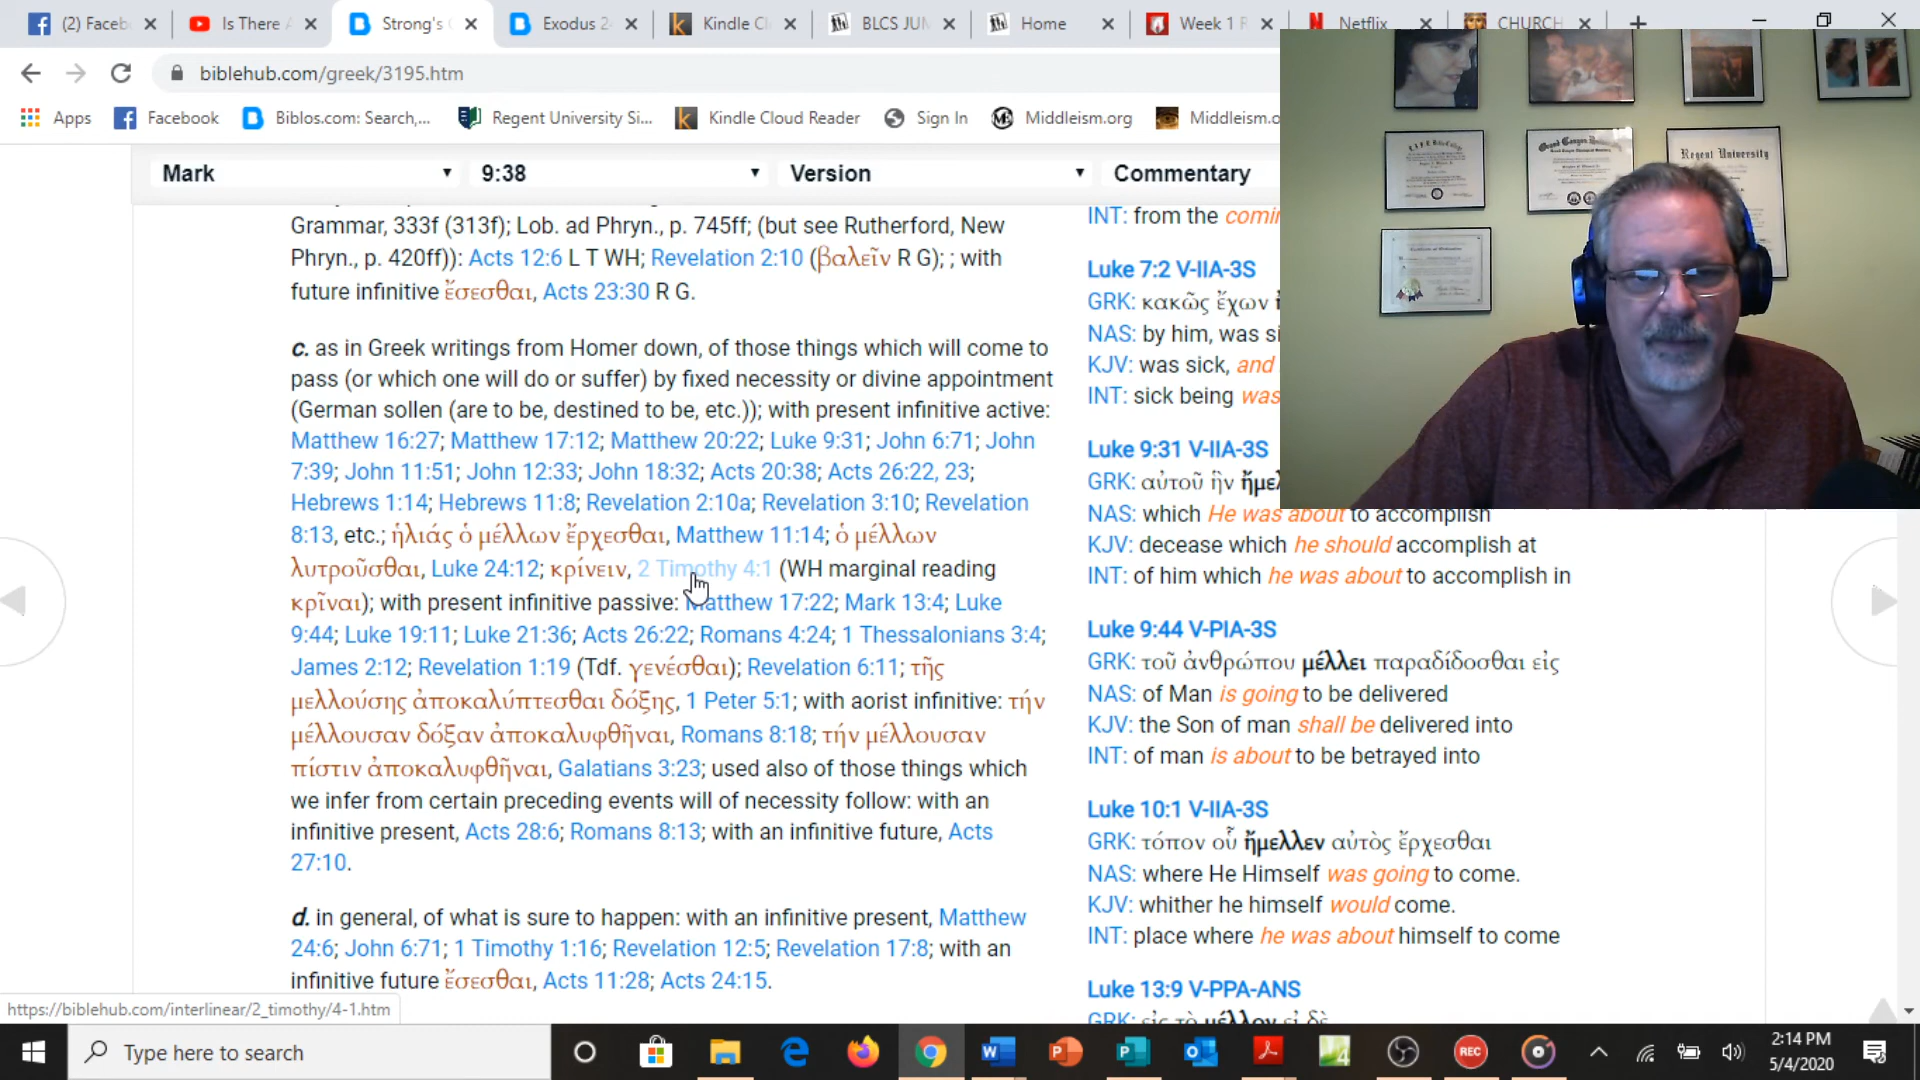 (2) Faceb
Is There A
Strong's G
Exodus 24
Kindle Cl
BLCS JUM
Home
Week 1 R
Netflix
CHURCH
biblehub.com/greek/3195.htm
Apps
Facebook
Biblos.com: Search,...
Regent University Si...
Kindle Cloud Reader
Sign In
Middleism.org
Middleism.o
Mark
9:38
Version
Commentary
Grammar, 333f (313f); Lob. ad Phryn., p. 745ff; (but see Rutherford, New
Phryn., p. 420ff)): Acts 12:6 L T WH; Revelation 2:10 (βαλεῖν R G); ; with
future infinitive ἔσεσθαι, Acts 23:30 R G.
c. as in Greek writings from Homer down, of those things which will come to
pass (or which one will do or suffer) by fixed necessity or divine appointment
(German sollen (are to be, destined to be, etc.)); with present infinitive active:
Matthew 16:27; Matthew 17:12; Matthew 20:22; Luke 9:31; John 6:71; John
7:39; John 11:51; John 12:33; John 18:32; Acts 20:38; Acts 26:22, 23;
Hebrews 1:14; Hebrews 11:8; Revelation 2:10a; Revelation 3:10; Revelation
8:13, etc.; ἡλιάς ὁ μέλλων ἔρχεσθαι, Matthew 11:14; ὁ μέλλων
λυτροῦσθαι, Luke 24:12; κρίνειν, 2 Timothy 4:1 (WH marginal reading
κρῖναι); with present infinitive passive: Matthew 17:22; Mark 13:4; Luke
9:44; Luke 19:11; Luke 21:36; Acts 26:22; Romans 4:24; 1 Thessalonians 3:4;
James 2:12; Revelation 1:19 (Tdf. γενέσθαι); Revelation 6:11; τῆς
μελλούσης ἀποκαλύπτεσθαι δόξης, 1 Peter 5:1; with aorist infinitive: τήν
μέλλουσαν δόξαν ἀποκαλυφθῆναι, Romans 8:18; τήν μέλλουσαν
πίστιν ἀποκαλυφθῆναι, Galatians 3:23; used also of those things which
we infer from certain preceding events will of necessity follow: with an
infinitive present, Acts 28:6; Romans 8:13; with an infinitive future, Acts
27:10.
d. in general, of what is sure to happen: with an infinitive present, Matthew
24:6; John 6:71; 1 Timothy 1:16; Revelation 12:5; Revelation 17:8; with an
infinitive future ἔσεσθαι, Acts 11:28; Acts 24:15.
INT: from the comin
Luke 7:2 V-IIA-3S
GRK: κακῶς ἔχων
NAS: by him, was si
KJV: was sick, and
INT: sick being was
Luke 9:31 V-IIA-3S
GRK: αὐτοῦ ἣν ἤμελ
NAS: which He was about to accomplish
KJV: decease which he should accomplish at
INT: of him which he was about to accomplish in
Luke 9:44 V-PIA-3S
GRK: τοῦ ἀνθρώπου μέλλει παραδίδοσθαι εἰς
NAS: of Man is going to be delivered
KJV: the Son of man shall be delivered into
INT: of man is about to be betrayed into
Luke 10:1 V-IIA-3S
GRK: τόπον οὗ ἤμελλεν αὐτὸς ἔρχεσθαι
NAS: where He Himself was going to come.
KJV: whither he himself would come.
INT: place where he was about himself to come
Luke 13:9 V-PPA-ANS
GRK: εἰς τὸ μέλλον εἰ δὲ
Regent University
https://biblehub.com/interlinear/2_timothy/4-1.htm
Type here to search
REC
2:14 PM
5/4/2020